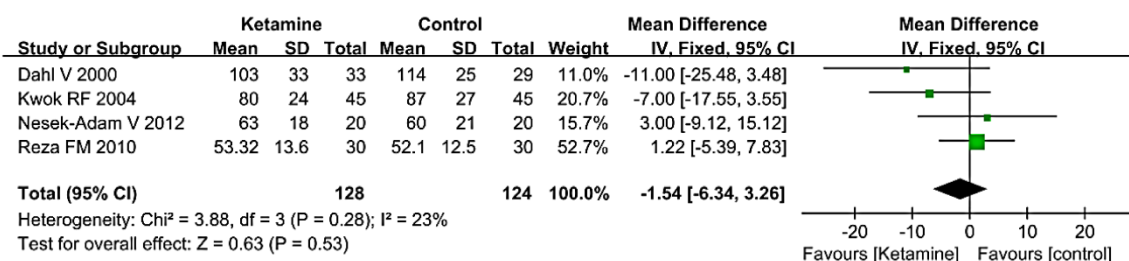 Ketamine Control Mean Difference Mean Difference
Study or Subgroup Mean SD Total Mean SD Total Weight IV, Fixed, 95% CI IV, Fixed, 95% CI
Dahl V 2000 103 33 33 114 25 29 11.0% -11.00 [-25.48, 3.48]
Kwok RF 2004 80 24 45 87 27 45 20.7% -7.00 [-17.55, 3.55]
Nesek-Adam V 2012 63 18 20 60 21 20 15.7% 3.00 [-9.12, 15.12]
Reza FM 2010 53.32 13.6 30 52.1 12.5 30 52.7% 1.22 [-5.39, 7.83]
Total (95% CI) 128 124 100.0% -1.54 [-6.34, 3.26]
Heterogeneity: Chi² = 3.88, df = 3 (P = 0.28); I² = 23%
Test for overall effect: Z = 0.63 (P = 0.53)
-20 -10 0 10 20
Favours [Ketamine] Favours [control]